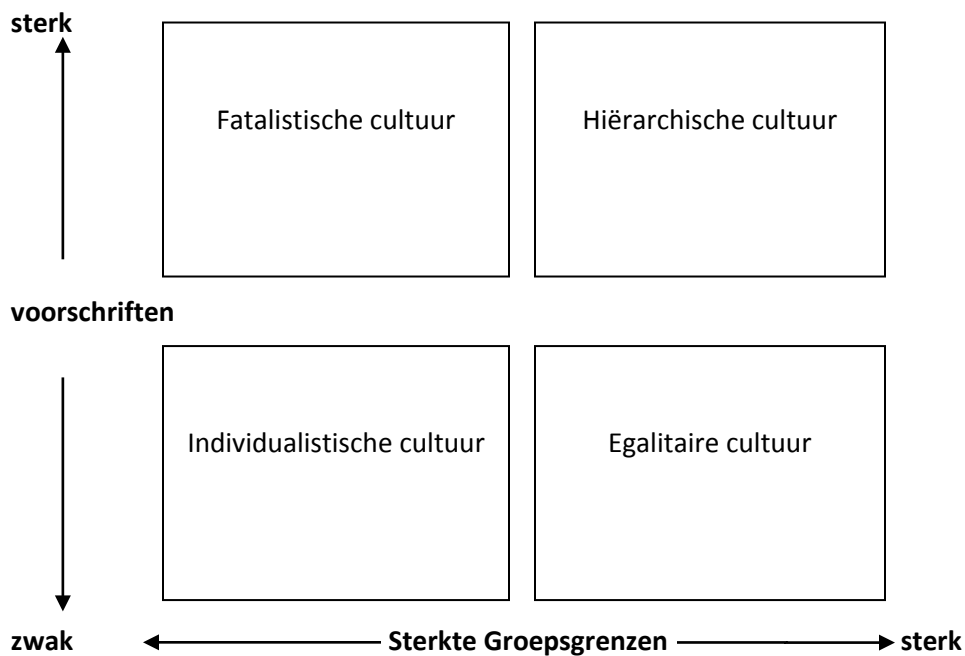 sterk
Fatalistische cultuur
Hiërarchische cultuur
voorschriften
Individualistische cultuur
Egalitaire cultuur
zwak
Sterkte Groepsgrenzen
sterk